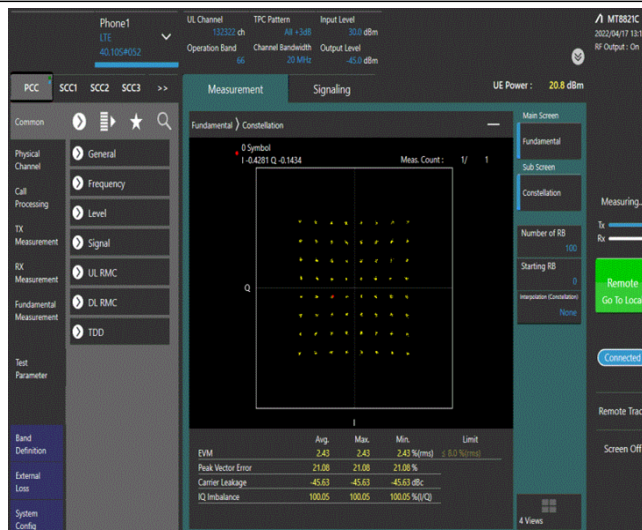 Phone1
LTE
40.105#052
UL Channel TPC Pattern Input Level
132322 ch All +3dB 30.0 dBm
Operation Band Channel Bandwidth Output Level
66 20 MHz -45.0 dBm
MT8821C
2022/04/17 13:1
RF Output : On
PCC SCC1 SCC2 SCC3 >>
Measurement Signaling UE Power : 20.8 dBm
Common
Physical
Channel
Call
Processing
TX
Measurement
RX
Measurement
Fundamental
Measurement
Test
Parameter
Band
Definition
External
Loss
System
Config
General
Frequency
Level
Signal
UL RMC
DL RMC
TDD
Fundamental Constellation
0 Symbol
I -0.4281 Q -0.1434 Meas. Count : 1/ 1
Q
I
Avg. Max. Min. Limit
EVM 2.43 2.43 2.43 %(rms) ≤ 8.0 %(rms)
Peak Vector Error 21.08 21.08 21.08 %
Carrier Leakage -45.63 -45.63 -45.63 dBc
IQ Imbalance 100.05 100.05 100.05 %(I/Q)
Main Screen
Fundamental
Sub Screen
Constellation
Number of RB
100
Starting RB
0
Interpolation (Constellation)
None
4 Views
Measuring..
Tx
Rx
Remote
Go To Loca
Connected
Remote Trac
Screen Off